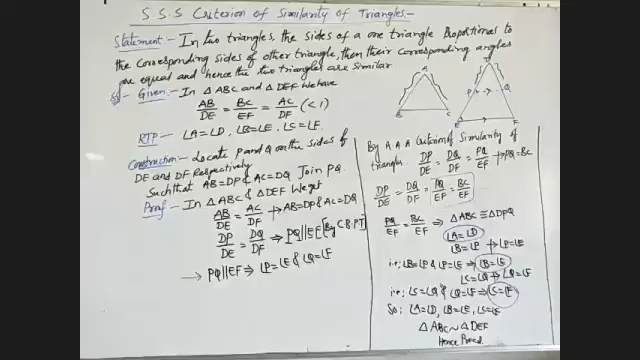 S.S.S Criterion of Similarity of Triangles:-
Statement:- In two triangles, the sides of a one triangle Proportional to
the corresponding sides of other triangle, then their corresponding angles
are equal and hence the two triangles are similar
Given:- In △ABC and △DEF We have
AB/DE = BC/EF = AC/DF (<1)
RTP:- ∠A=∠D, ∠B=∠E, ∠C=∠F.
Construction:- Locate P and Q on the sides of
DE and DF Respectively
Such that AB=DP & AC=DQ Join PQ.
Proof:- In △ABC & △DEF We get
AB/DE = AC/DF → AB=DP & AC=DQ
DP/DE = DQ/DF ⇒ PQ∥EF [By C.B.P.T]
→ PQ∥EF ⇒ ∠P=∠E & ∠Q=∠F
A
B
C
D
P
Q
E
F
By A A A Criterion of Similarity of
triangles. DP/DE = DQ/DF = PQ/EF → PQ=BC
DP/DE = DQ/DF = PQ/EF = BC/EF
PQ/EF = BC/EF ⇒ △ABC ≅ △DPQ
∠A=∠D
∠B=∠P → ∠P=∠E
i.e; ∠B=∠P & ∠P=∠E ⇒ ∠B=∠E
∠C=∠Q → ∠Q=∠F
i.e; ∠C=∠Q & ∠Q=∠F ⇒ ∠C=∠F
So; ∠A=∠D, ∠B=∠E, ∠C=∠F
△ABC ~ △DEF
Hence Proved